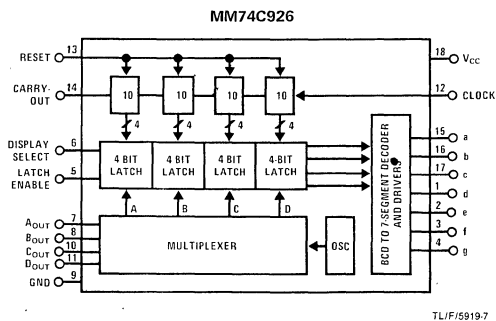 MM74C926
RESET 13
18 VCC
CARRY-
OUT 14
10 10 10 10
12 CLOCK
4 4 4 4
DISPLAY
SELECT 6
LATCH
ENABLE 5
4 BIT
LATCH
4-BIT
LATCH
4 BIT
LATCH
4-BIT
LATCH
BCD TO 7-SEGMENT DECODER
AND DRIVERS
15 a
16 b
17 c
1 d
2 e
3 f
4 g
A B C D
AOUT 7
BOUT 8
COUT 10
DOUT 11
MULTIPLEXER
OSC
GND 9
TL/F/5919-7